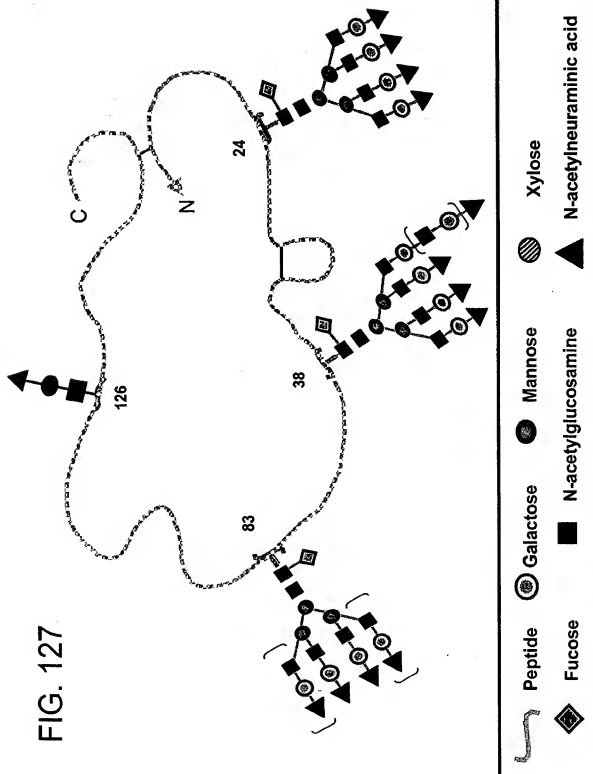 FIG. 127
C
N
126
24
38
83
Peptide Galactose Mannose Xylose
Fucose N-acetylglucosamine N-acetylneuraminic acid